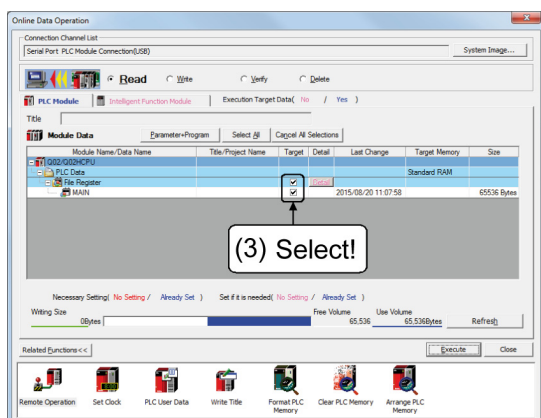 Online Data Operation
Connection Channel List
Serial Port PLC Module Connection(USB)
System Image...
Read Write Verify Delete
PLC Module Intelligent Function Module Execution Target Data( No / Yes )
Title
Module Data Parameter+Program Select All Cancel All Selections
Module Name/Data Name Title/Project Name Target Detail Last Change Target Memory Size
Q02/Q02HCPU
PLC Data Standard RAM
File Register Detail
MAIN 2015/08/20 11:07:58 65536 Bytes
(3) Select!
Necessary Setting( No Setting / Already Set ) Set if it is needed( No Setting / Already Set )
Writing Size Free Volume Use Volume
0Bytes 65,536 65,536Bytes Refresh
Related Functions<< Execute Close
Remote Operation Set Clock PLC User Data Write Title Format PLC Memory Clear PLC Memory Arrange PLC Memory